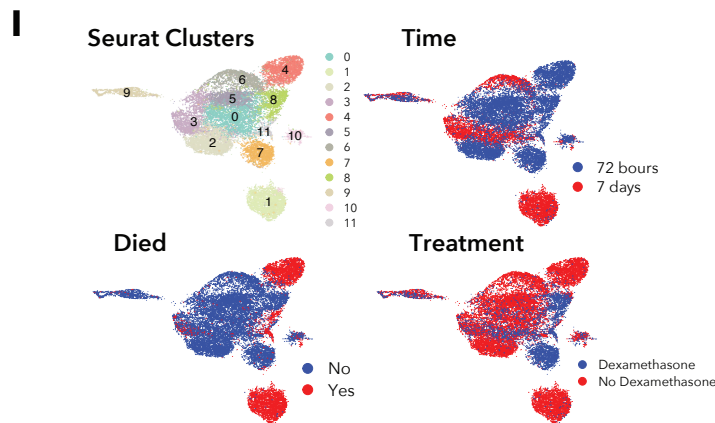 I
Seurat Clusters
0
1
2
3
4
5
6
7
8
9
10
11
4
6
9
5
8
0
3
11
10
2
7
1
Time
72 bours
7 days
Died
No
Yes
Treatment
Dexamethasone
No Dexamethasone